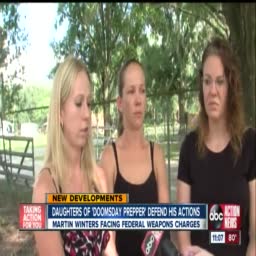 NEW DEVELOPMENTS
TAKING
ACTION
FOR YOU
DAUGHTERS OF 'DOOMSDAY PREPPER' DEFEND HIS ACTIONS
MARTIN WINTERS FACING FEDERAL WEAPONS CHARGES
abc
ACTION
NEWS
11:07 80°